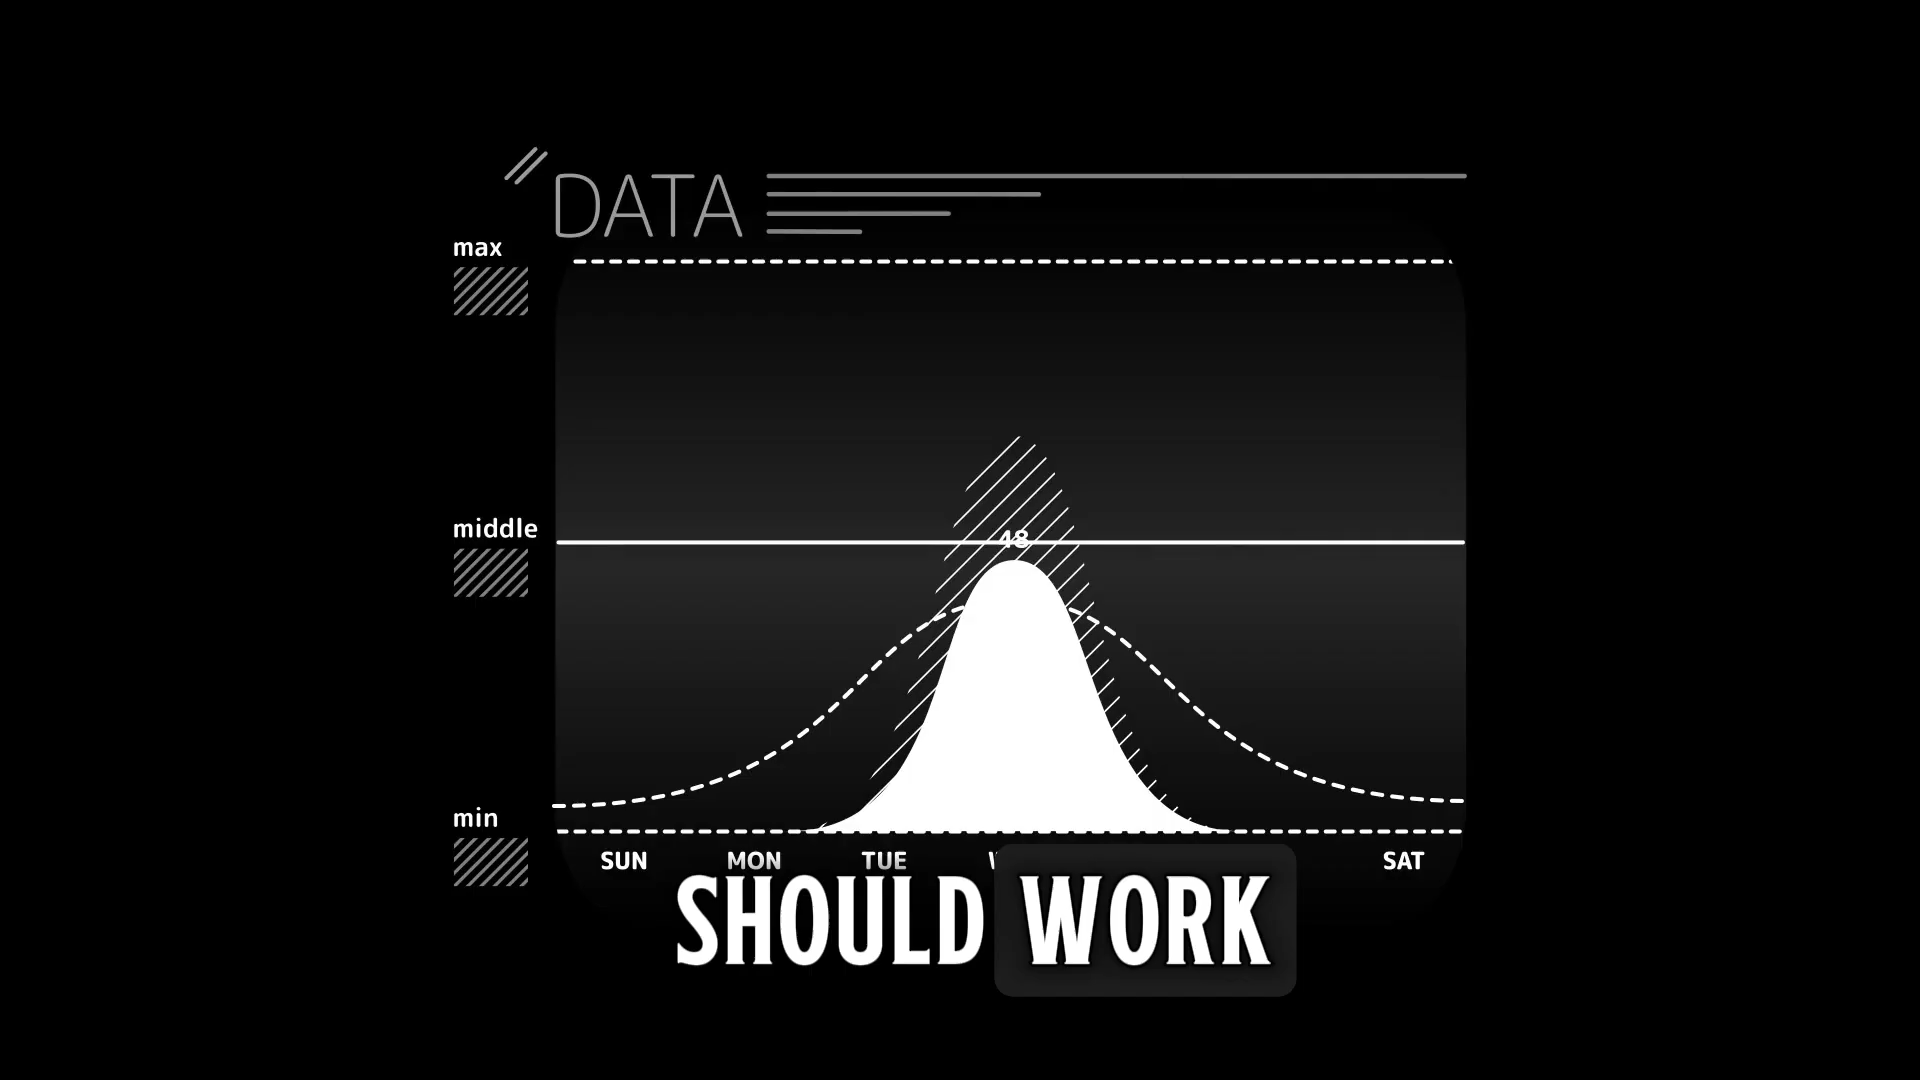 DATA
max
48
middle
min
SUN MON TUE SAT
SHOULD WORK